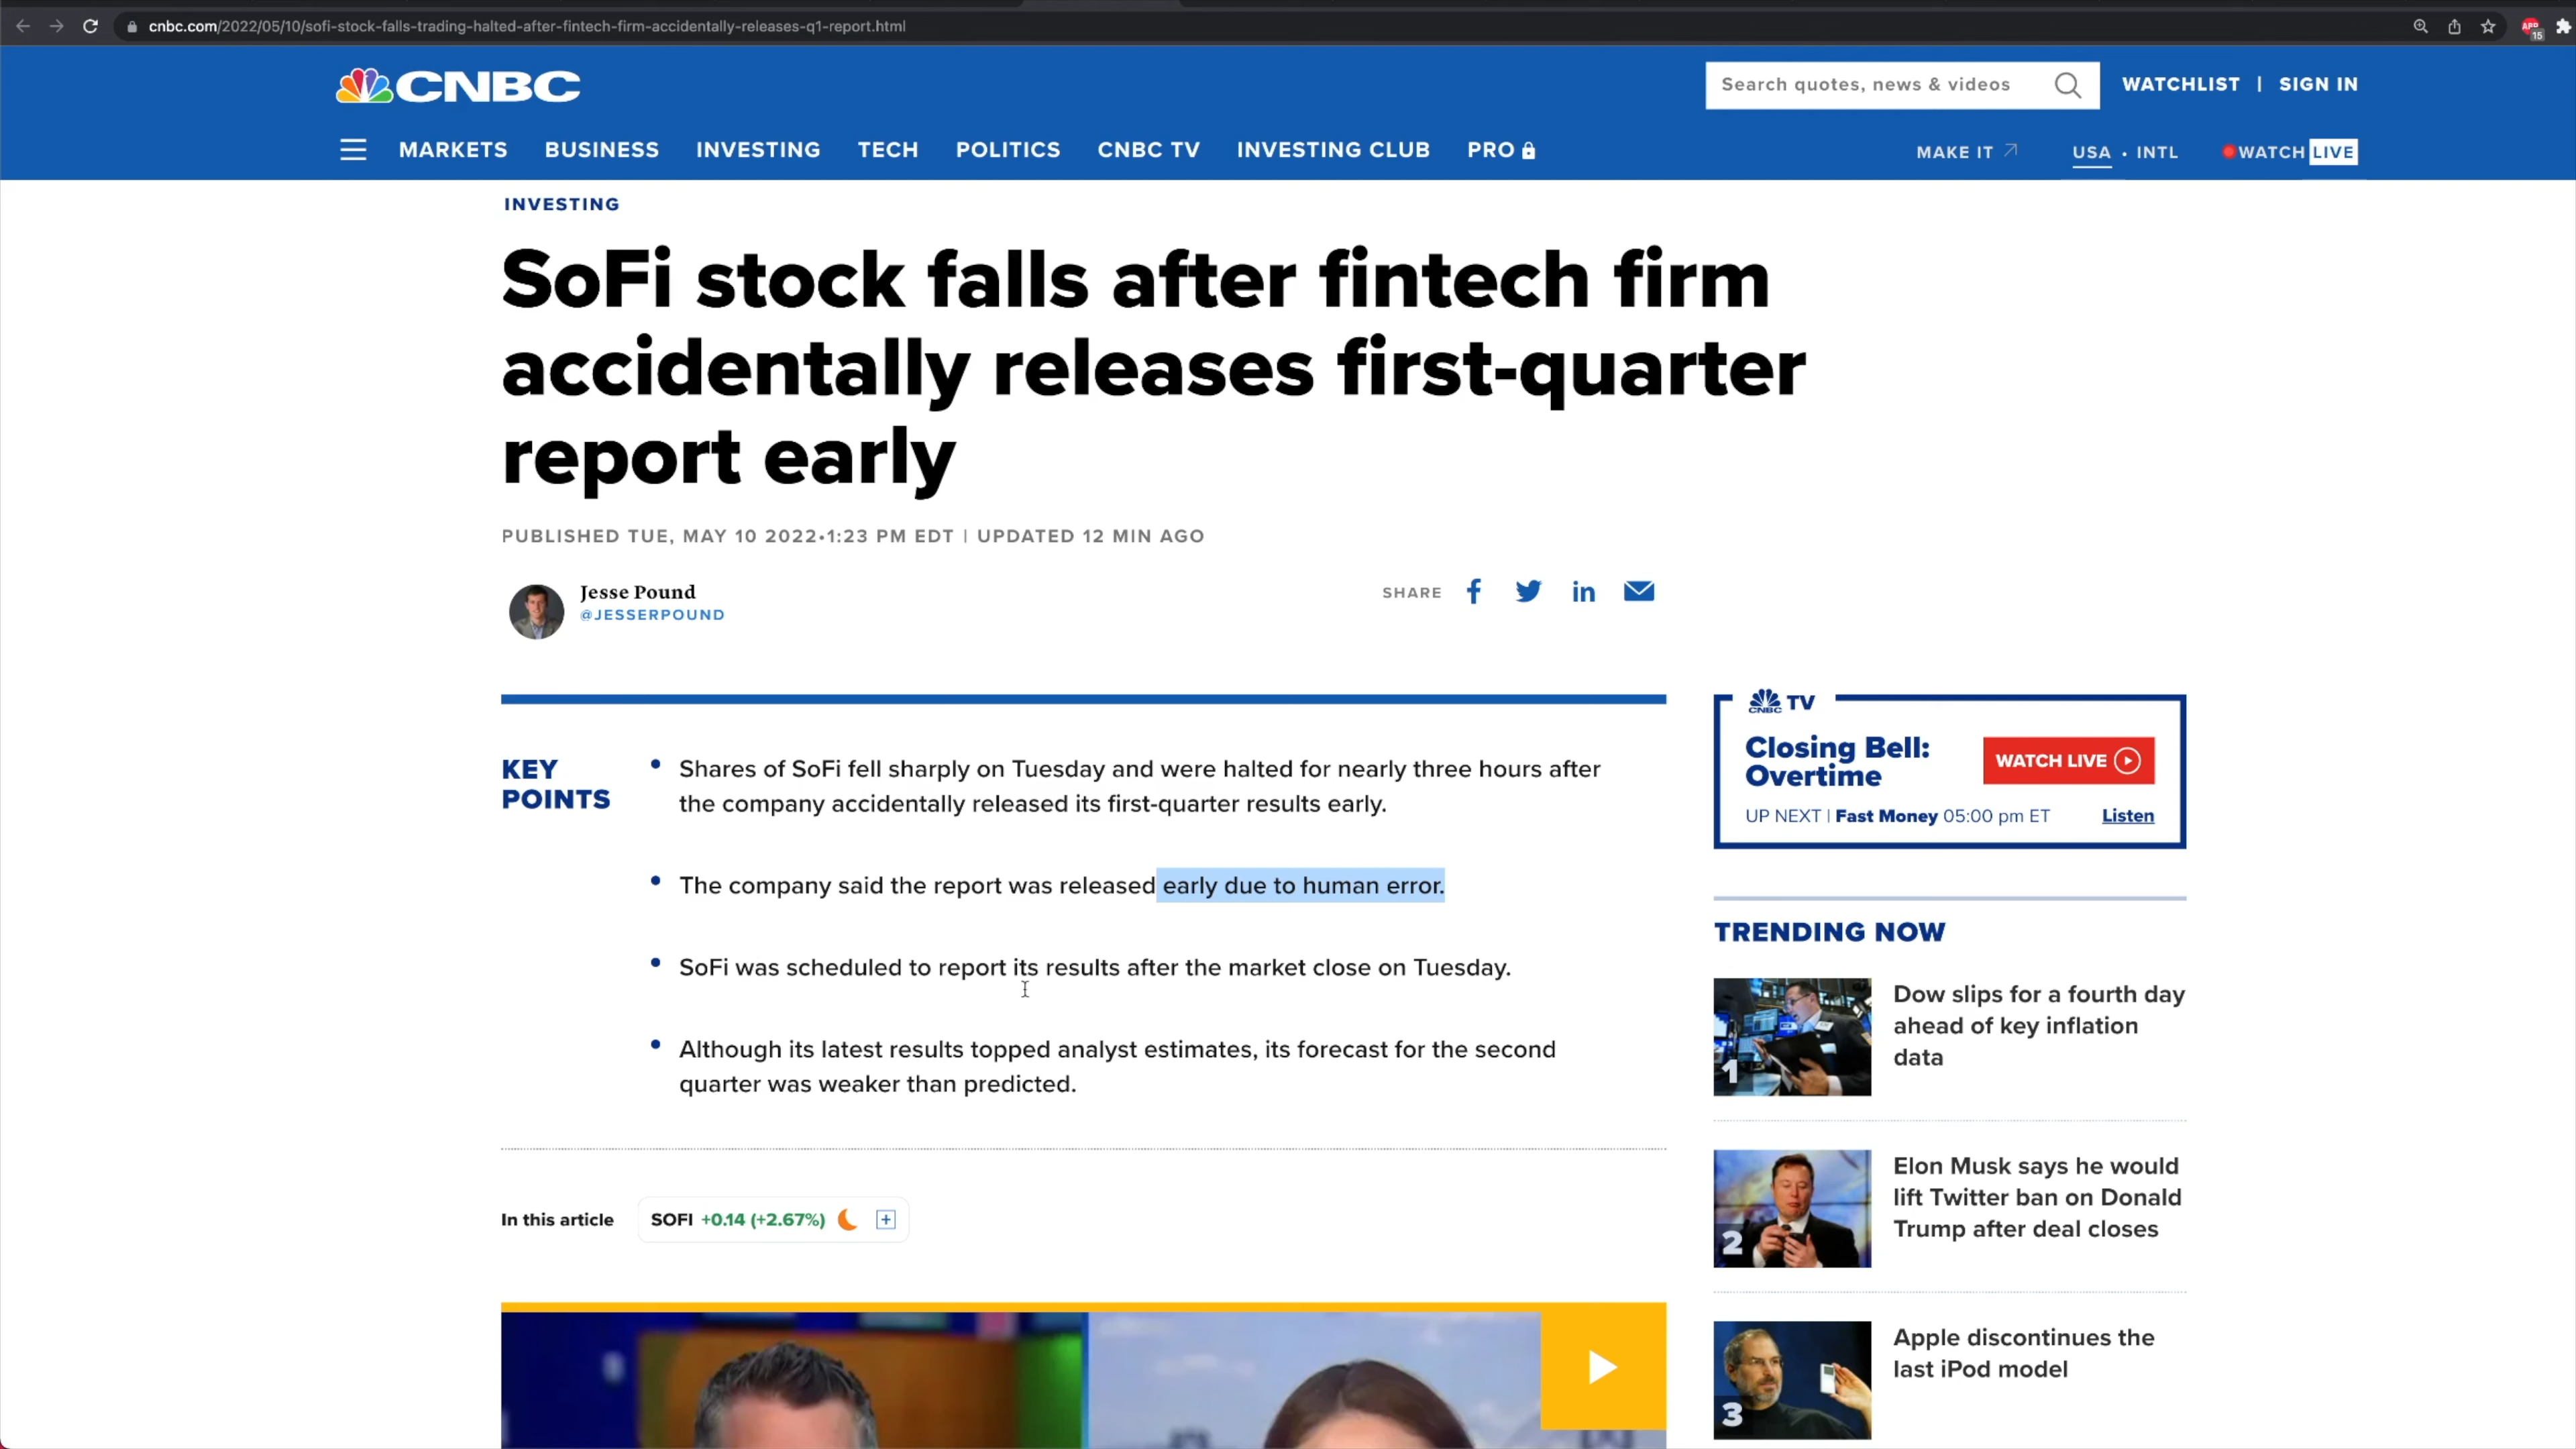 cnbc.com/2022/05/10/sofi-stock-falls-trading-halted-after-fintech-firm-accidentally-releases-q1-report.html
ABP
15
CNBC
Search quotes, news & videos
WATCHLIST | SIGN IN
MARKETS BUSINESS INVESTING TECH POLITICS CNBC TV INVESTING CLUB PRO
MAKE IT USA • INTL WATCH LIVE
INVESTING
SoFi stock falls after fintech firm
accidentally releases first-quarter
report early
PUBLISHED TUE, MAY 10 2022•1:23 PM EDT | UPDATED 12 MIN AGO
Jesse Pound
@JESSERPOUND
SHARE
KEY
POINTS
Shares of SoFi fell sharply on Tuesday and were halted for nearly three hours after
the company accidentally released its first-quarter results early.
The company said the report was released early due to human error.
SoFi was scheduled to report its results after the market close on Tuesday.
Although its latest results topped analyst estimates, its forecast for the second
quarter was weaker than predicted.
In this article SOFI +0.14 (+2.67%)
CNBC TV
Closing Bell:
Overtime
WATCH LIVE
UP NEXT | Fast Money 05:00 pm ET Listen
TRENDING NOW
1
Dow slips for a fourth day
ahead of key inflation
data
2
Elon Musk says he would
lift Twitter ban on Donald
Trump after deal closes
3
Apple discontinues the
last iPod model